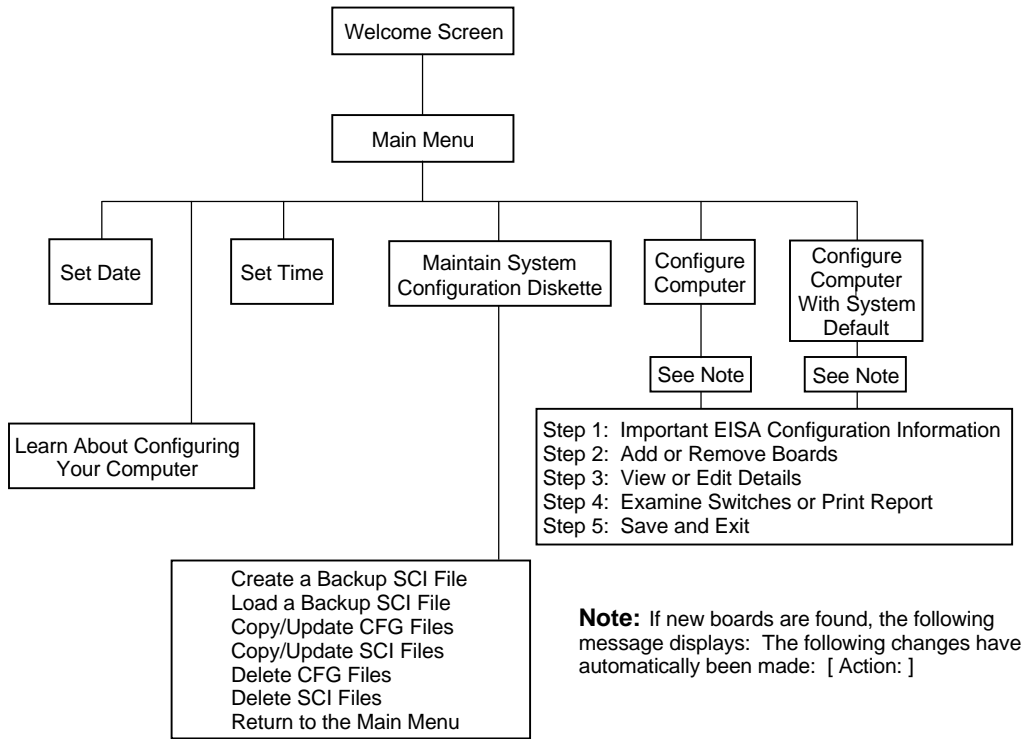 Welcome Screen
Main Menu
Set Date
Set Time
Maintain System
Configuration Diskette
Configure
Computer
Configure
Computer
With System
Default
See Note
See Note
Learn About Configuring
Your Computer
Step 1: Important EISA Configuration Information
Step 2: Add or Remove Boards
Step 3: View or Edit Details
Step 4: Examine Switches or Print Report
Step 5: Save and Exit
Create a Backup SCI File
Load a Backup SCI File
Copy/Update CFG Files
Copy/Update SCI Files
Delete CFG Files
Delete SCI Files
Return to the Main Menu
Note: If new boards are found, the following
message displays: The following changes have
automatically been made: [ Action: ]